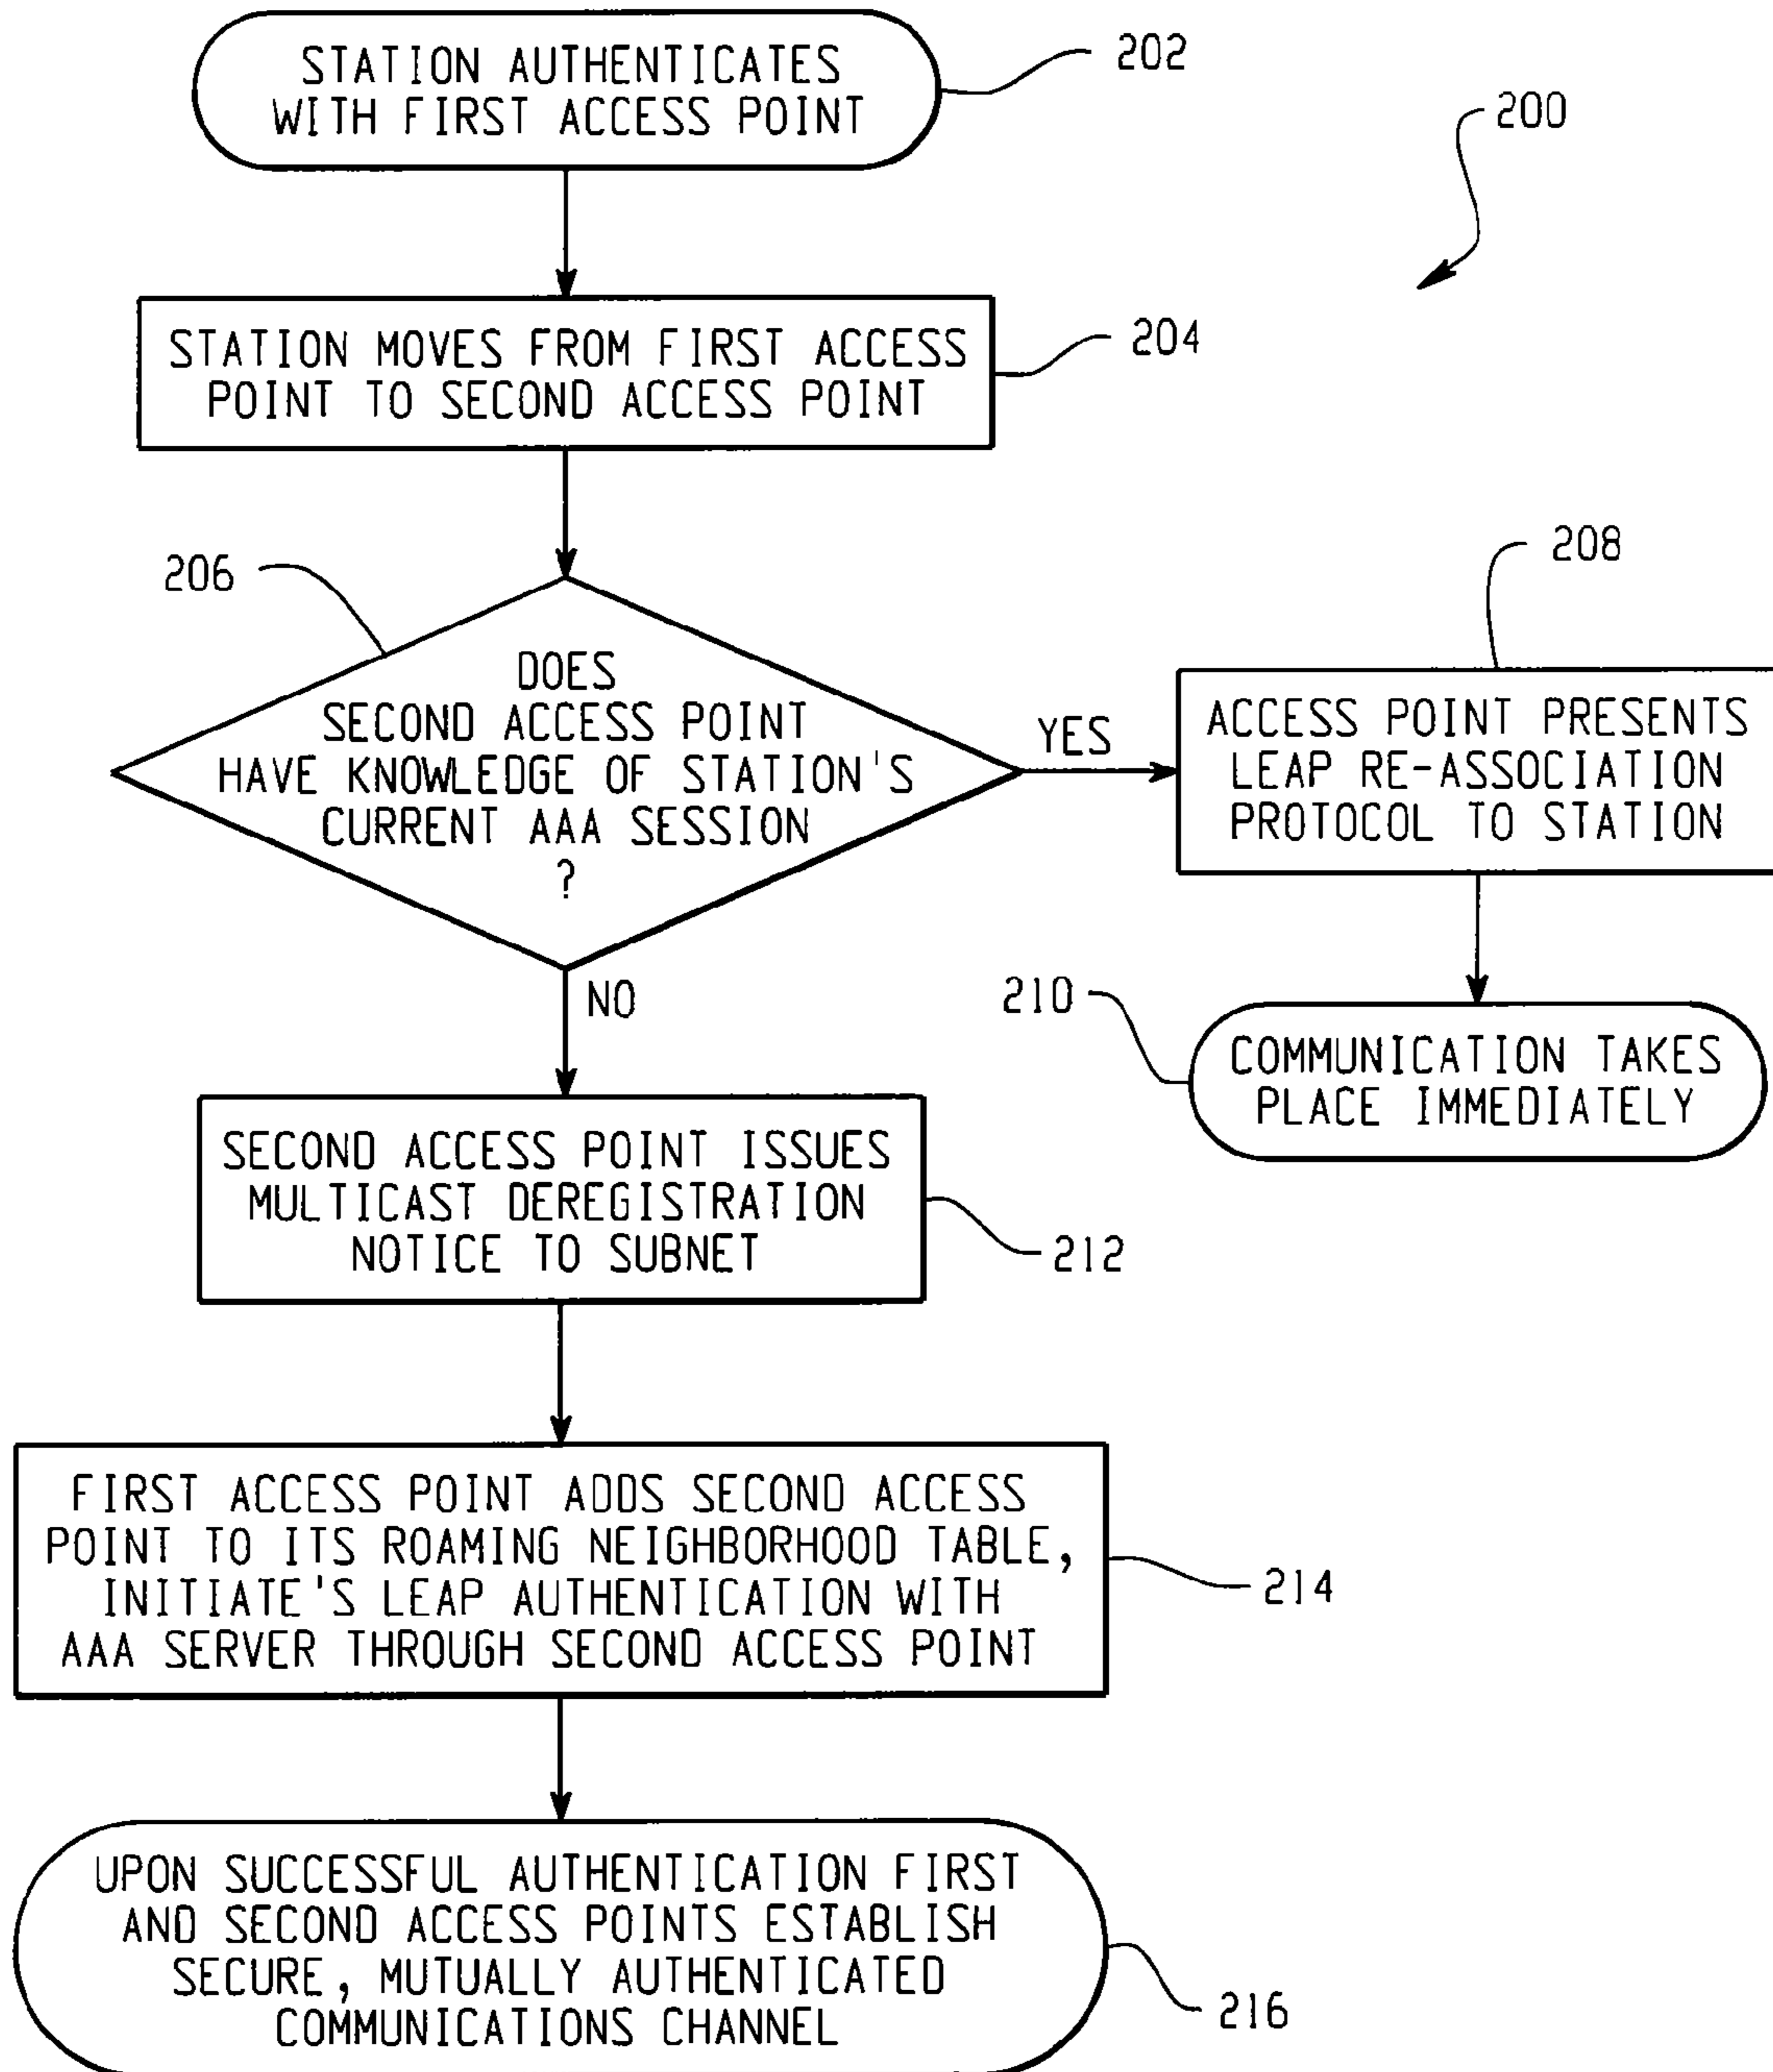 STATION AUTHENTICATES
WITH FIRST ACCESS POINT
202
200
STATION MOVES FROM FIRST ACCESS
POINT TO SECOND ACCESS POINT
204
206
DOES
SECOND ACCESS POINT
HAVE KNOWLEDGE OF STATION'S
CURRENT AAA SESSION
?
YES
208
ACCESS POINT PRESENTS
LEAP RE-ASSOCIATION
PROTOCOL TO STATION
NO
210
COMMUNICATION TAKES
PLACE IMMEDIATELY
SECOND ACCESS POINT ISSUES
MULTICAST DEREGISTRATION
NOTICE TO SUBNET
212
FIRST ACCESS POINT ADDS SECOND ACCESS
POINT TO ITS ROAMING NEIGHBORHOOD TABLE,
INITIATE'S LEAP AUTHENTICATION WITH
AAA SERVER THROUGH SECOND ACCESS POINT
214
UPON SUCCESSFUL AUTHENTICATION FIRST
AND SECOND ACCESS POINTS ESTABLISH
SECURE, MUTUALLY AUTHENTICATED
COMMUNICATIONS CHANNEL
216